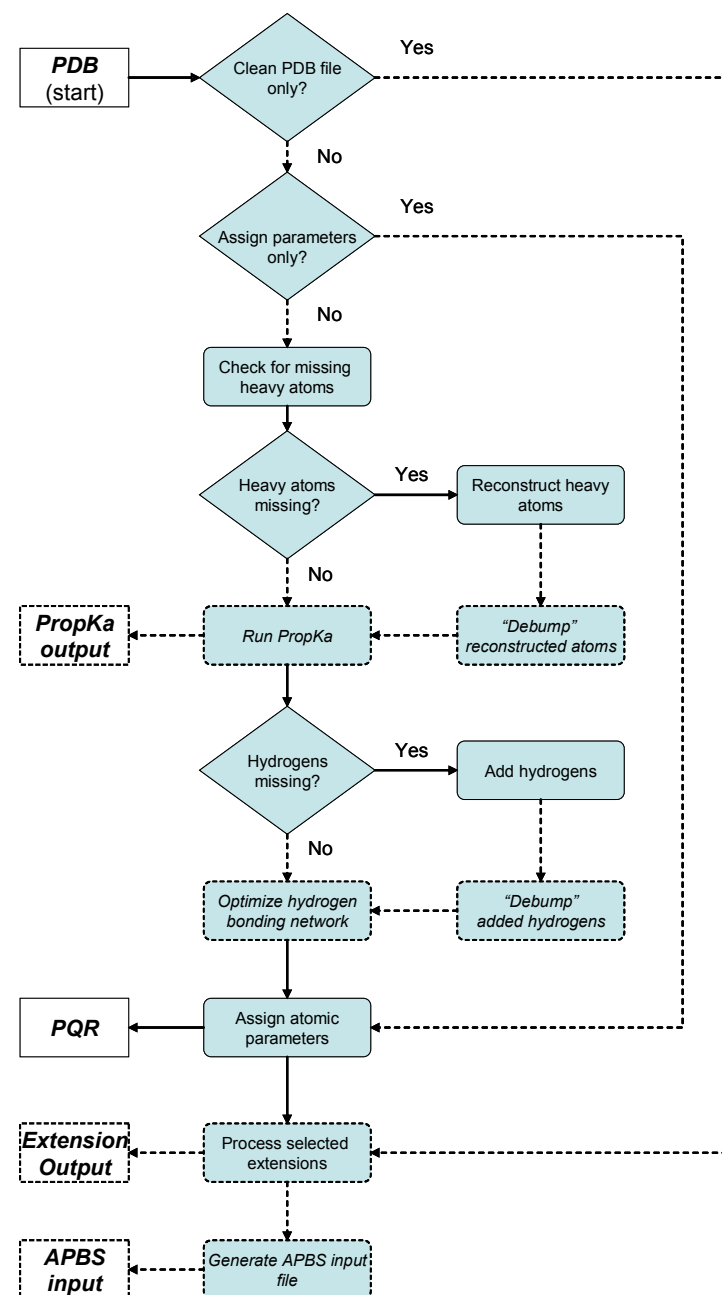 PDB
(start)
Clean PDB file
only?
Yes
No
Assign parameters
only?
Yes
No
Check for missing
heavy atoms
Heavy atoms
missing?
Yes
Reconstruct heavy
atoms
No
PropKa
output
Run PropKa
“Debump”
reconstructed atoms
Hydrogens
missing?
Yes
Add hydrogens
No
Optimize hydrogen
bonding network
“Debump”
added hydrogens
PQR
Assign atomic
parameters
Extension
Output
Process selected
extensions
APBS
input
Generate APBS input
file